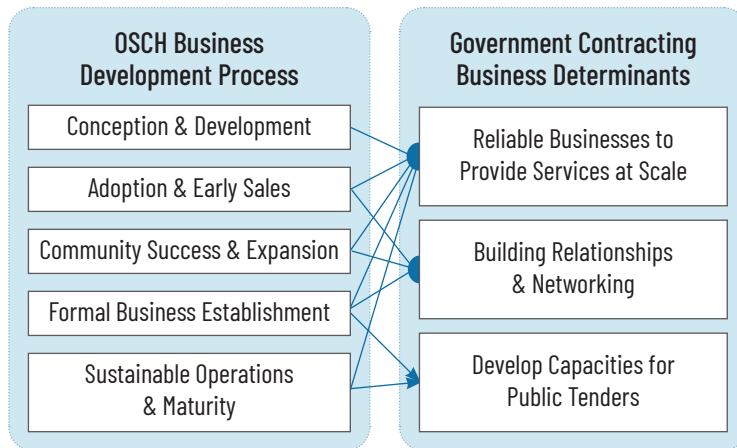 OSCH Business
Development Process
Conception & Development
Adoption & Early Sales
Community Success & Expansion
Formal Business Establishment
Sustainable Operations
& Maturity
Government Contracting
Business Determinants
Reliable Businesses to
Provide Services at Scale
Building Relationships
& Networking
Develop Capacities for
Public Tenders